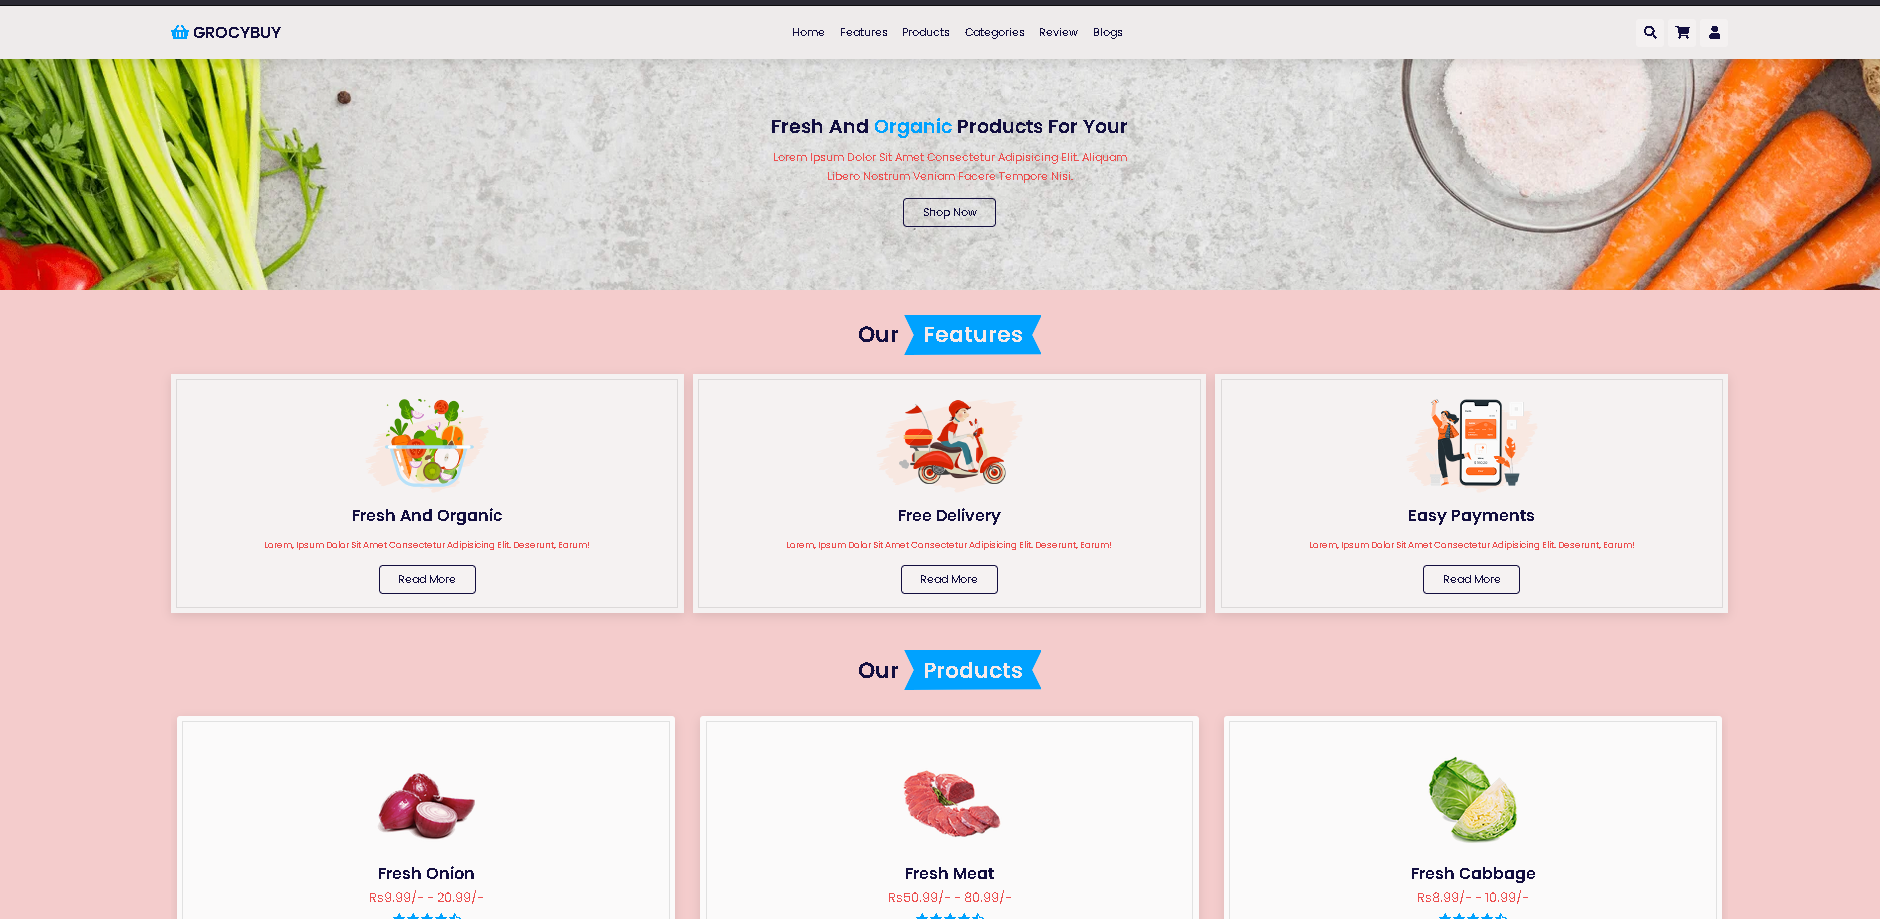 GROCYBUY
Home Features Products Categories Review Blogs
Fresh And Organic Products For Your
Lorem Ipsum Dolor Sit Amet Consectetur Adipisicing Elit. Aliquam
Libero Nostrum Veniam Facere Tempore Nisi.
Shop Now
Our Features
Fresh And Organic
Lorem, Ipsum Dolor Sit Amet Consectetur Adipisicing Elit. Deserunt, Earum!
Read More
Free Delivery
Lorem, Ipsum Dolor Sit Amet Consectetur Adipisicing Elit. Deserunt, Earum!
Read More
Easy Payments
Lorem, Ipsum Dolor Sit Amet Consectetur Adipisicing Elit. Deserunt, Earum!
Read More
Our Products
Fresh Onion
Rs9.99/- - 20.99/-
Fresh Meat
Rs50.99/- - 80.99/-
Fresh Cabbage
Rs8.99/- - 10.99/-